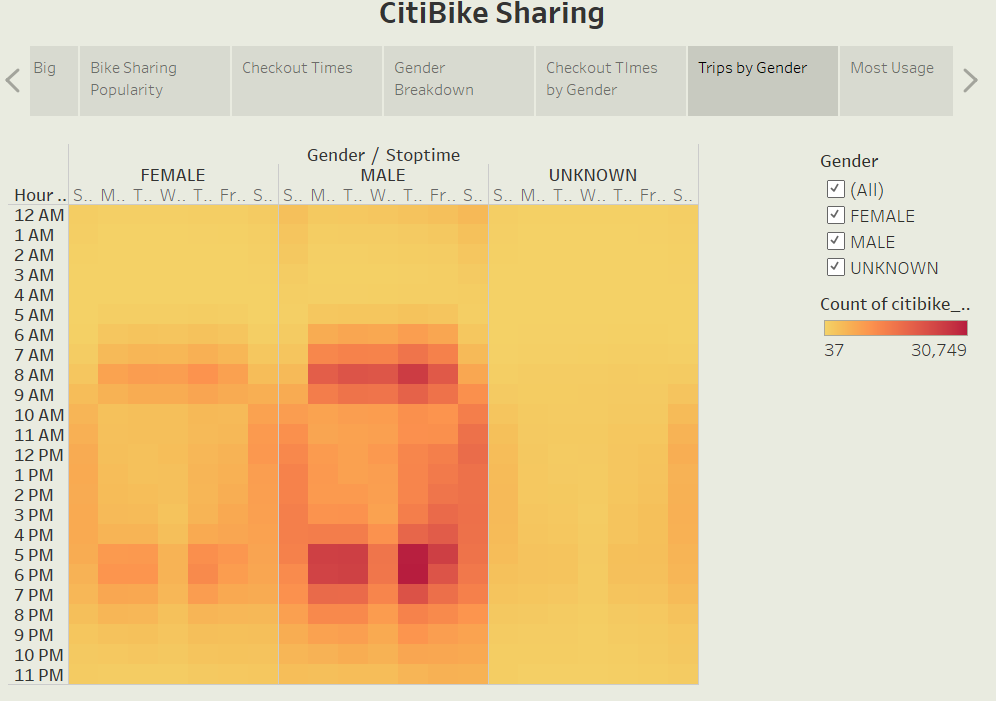 CitiBike Sharing
Big
Bike Sharing
Popularity
Checkout Times
Gender
Breakdown
Checkout TImes
by Gender
Trips by Gender
Most Usage
Gender / Stoptime
FEMALE
MALE
UNKNOWN
Hour .. S.. M.. T.. W.. T.. Fr.. S.. S.. M.. T.. W.. T.. Fr.. S.. S.. M.. T.. W.. T.. Fr.. S..
12 AM
1 AM
2 AM
3 AM
4 AM
5 AM
6 AM
7 AM
8 AM
9 AM
10 AM
11 AM
12 PM
1 PM
2 PM
3 PM
4 PM
5 PM
6 PM
7 PM
8 PM
9 PM
10 PM
11 PM
Gender
(All)
FEMALE
MALE
UNKNOWN
Count of citibike_..
37 30,749